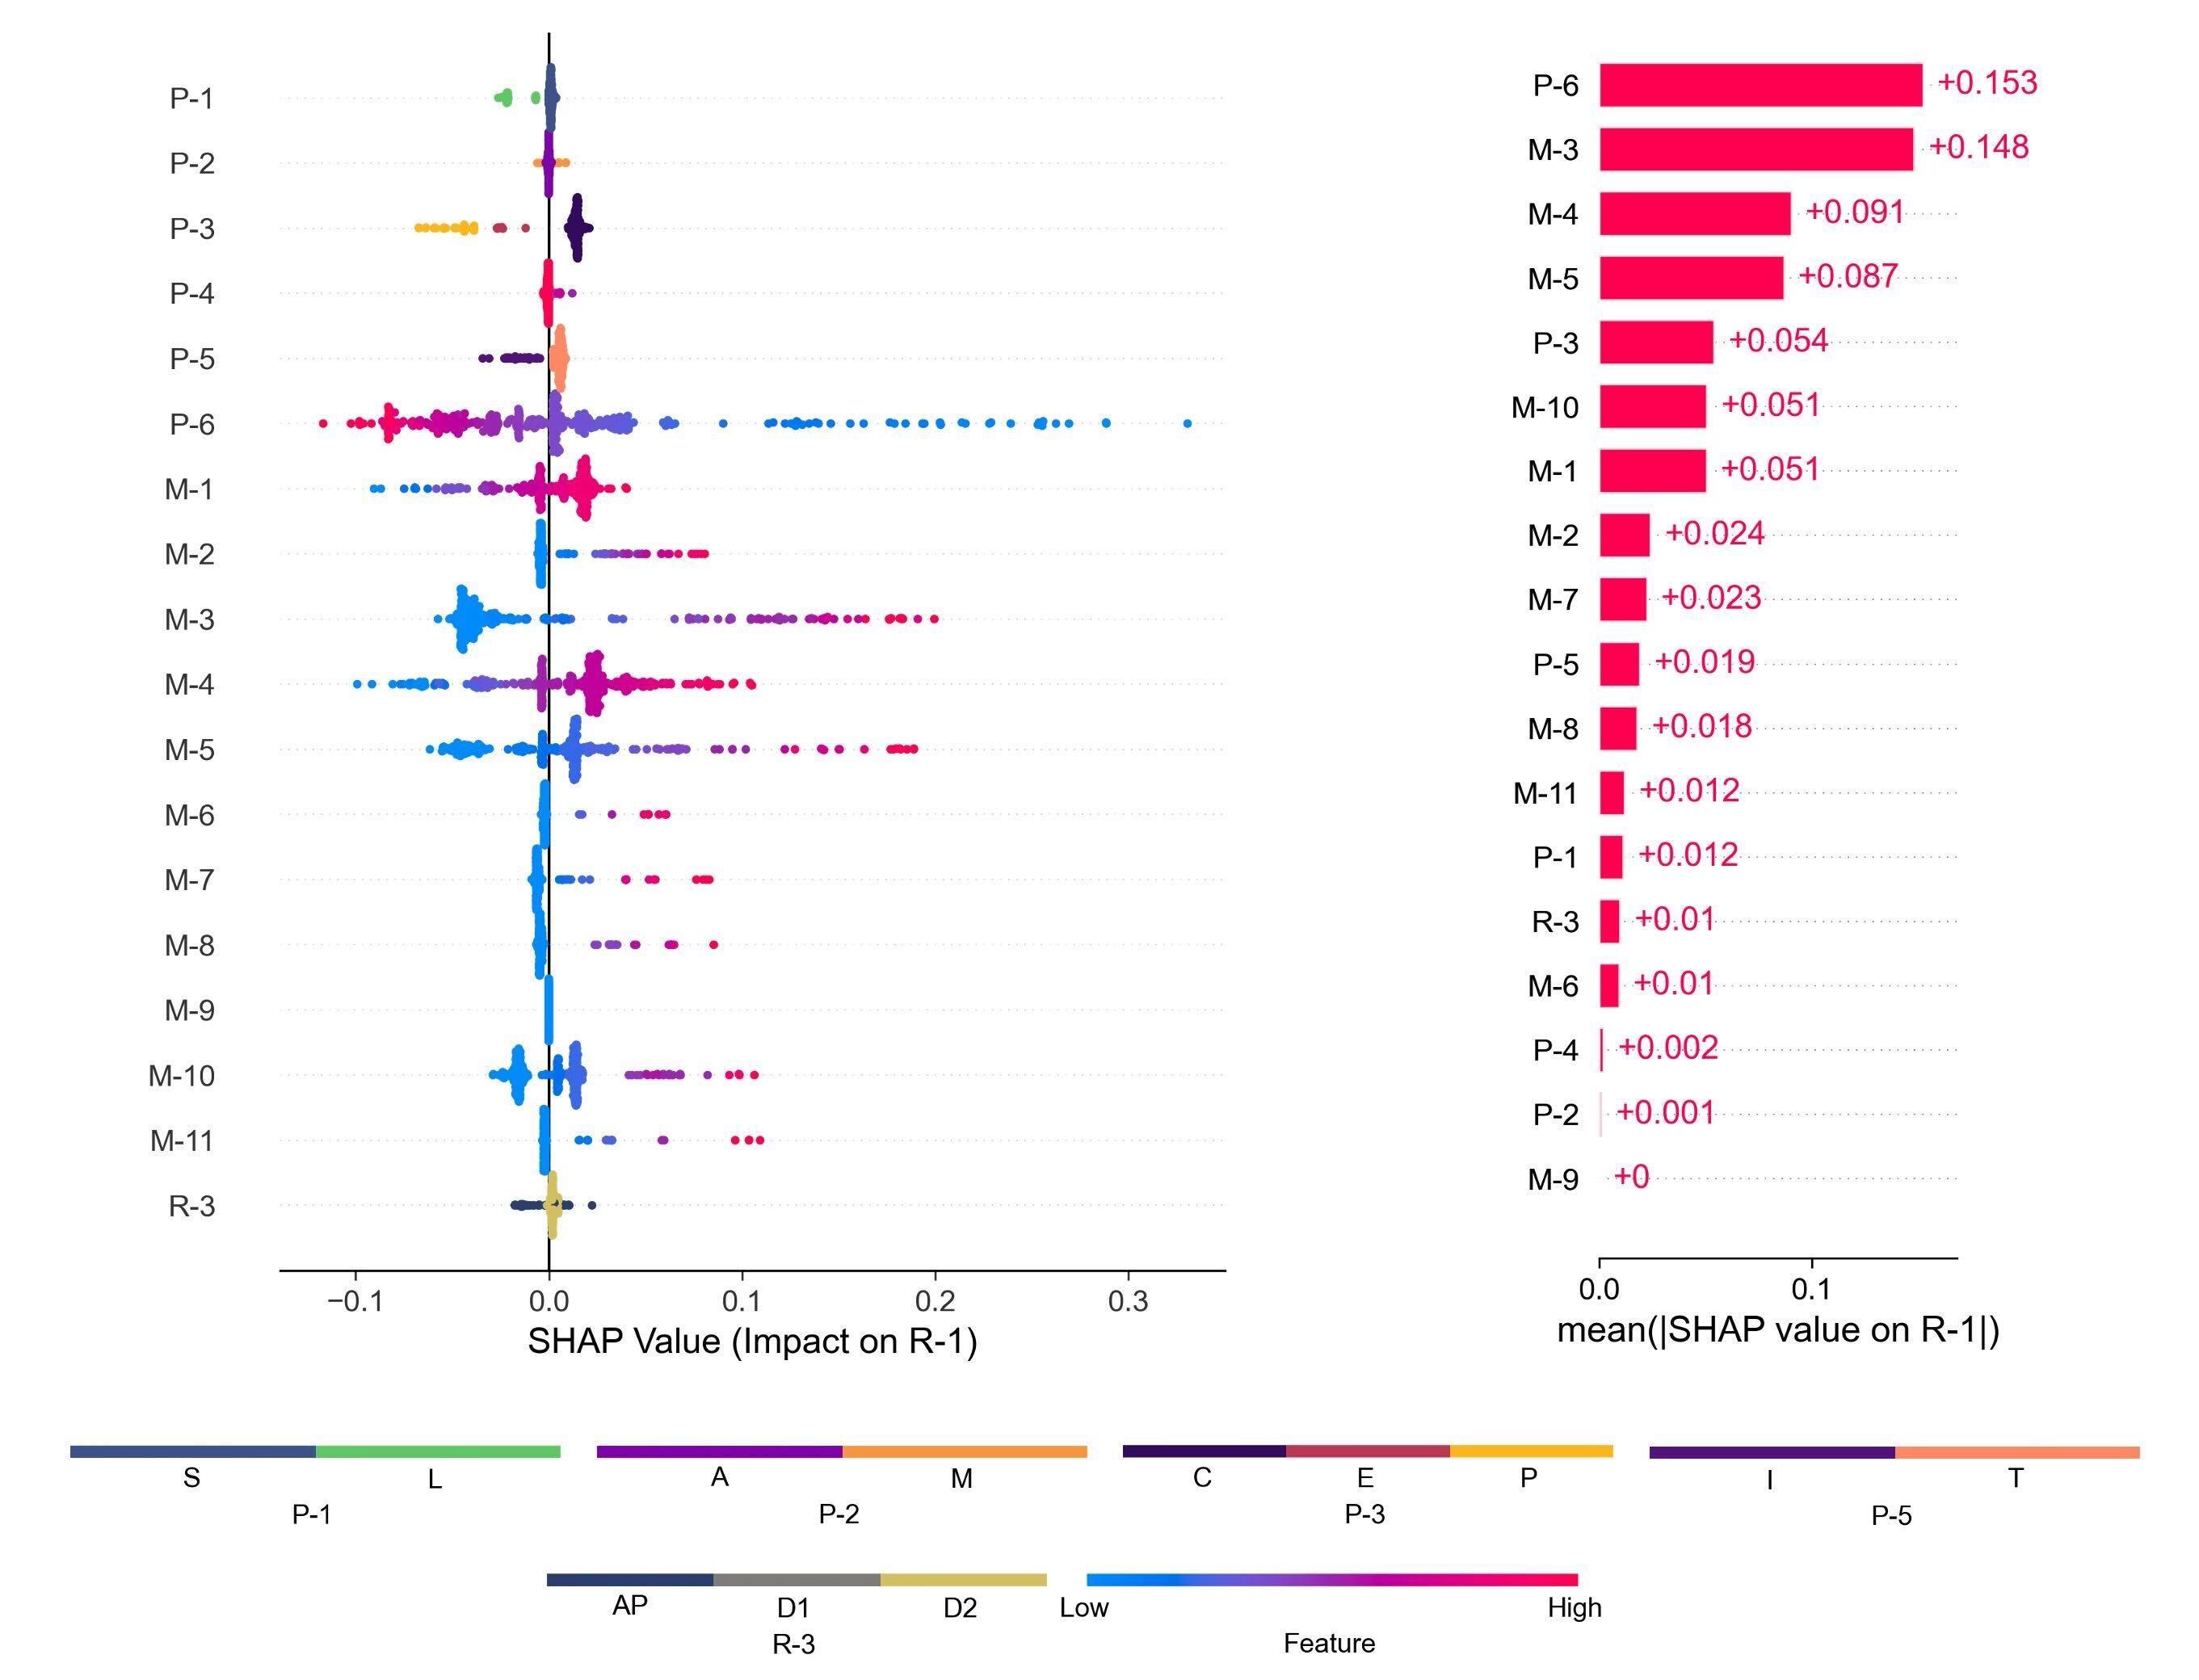 P-1
P-2
P-3
P-4
P-5
P-6
M-1
M-2
M-3
M-4
M-5
M-6
M-7
M-8
M-9
M-10
M-11
R-3
−0.1 0.0 0.1 0.2 0.3
SHAP Value (Impact on R-1)
P-6 +0.153
M-3 +0.148
M-4 +0.091
M-5 +0.087
P-3 +0.054
M-10 +0.051
M-1 +0.051
M-2 +0.024
M-7 +0.023
P-5 +0.019
M-8 +0.018
M-11 +0.012
P-1 +0.012
R-3 +0.01
M-6 +0.01
P-4 +0.002
P-2 +0.001
M-9 +0
0.0 0.1
mean(|SHAP value on R-1|)
S L
P-1
A M
P-2
C E P
P-3
I T
P-5
AP D1 D2
R-3
Low High
Feature